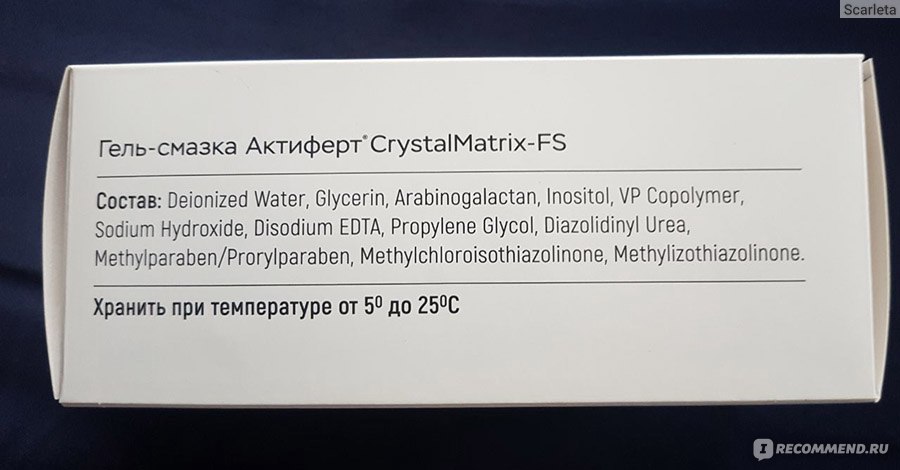 Scarleta
Гель-смазка Актиферт® CrystalMatrix-FS
Состав: Deionized Water, Glycerin, Arabinogalactan, Inositol, VP Copolymer,
Sodium Hydroxide, Disodium EDTA, Propylene Glycol, Diazolidinyl Urea,
Methylparaben/Prorylparaben, Methylchloroisothiazolinone, Methylizothiazolinone.
Хранить при температуре от 5⁰ до 25⁰С
I RECOMMEND.RU